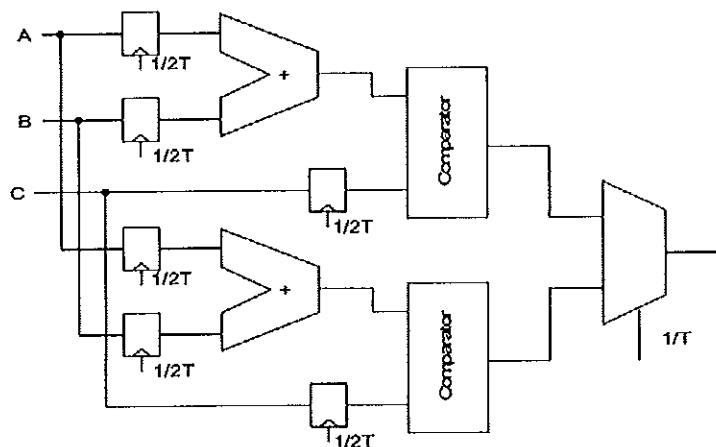 A
1/2T
+
B
1/2T
Comparator
C
1/2T
1/2T
+
1/2T
Comparator
1/T
1/2T